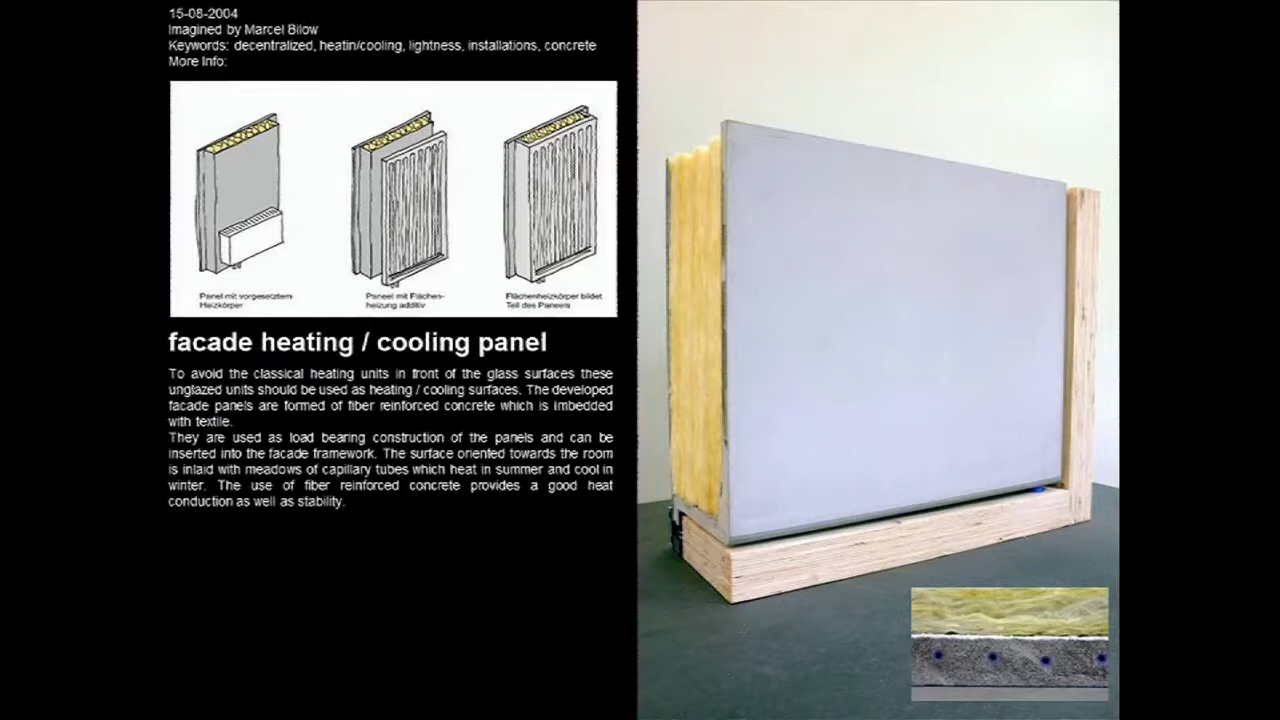 15-08-2004
Imagined by Marcel Bilow
Keywords: decentralized, heatin/cooling, lightness, installations, concrete
More Info:
Panel mit vorgesetztem
Heizkörper
Paneel mit Flächen-
heizung additiv
Flächenheizkörper bildet
Teil des Paneels
facade heating / cooling panel
To avoid the classical heating units in front of the glass surfaces these
unglazed units should be used as heating / cooling surfaces. The developed
facade panels are formed of fiber reinforced concrete which is imbedded
with textile.
They are used as load bearing construction of the panels and can be
inserted into the facade framework. The surface oriented towards the room
is inlaid with meadows of capillary tubes which heat in summer and cool in
winter. The use of fiber reinforced concrete provides a good heat
conduction as well as stability.